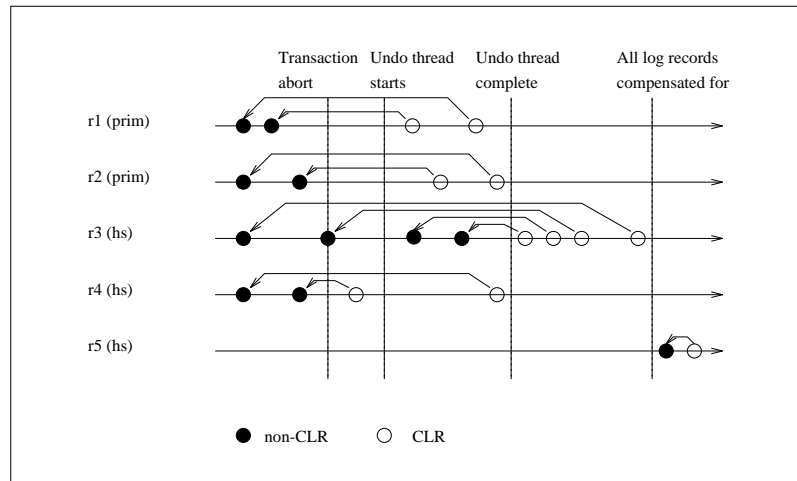 Transaction abort
Undo thread starts
Undo thread complete
All log records compensated for
r1 (prim)
r2 (prim)
r3 (hs)
r4 (hs)
r5 (hs)
non-CLR
CLR